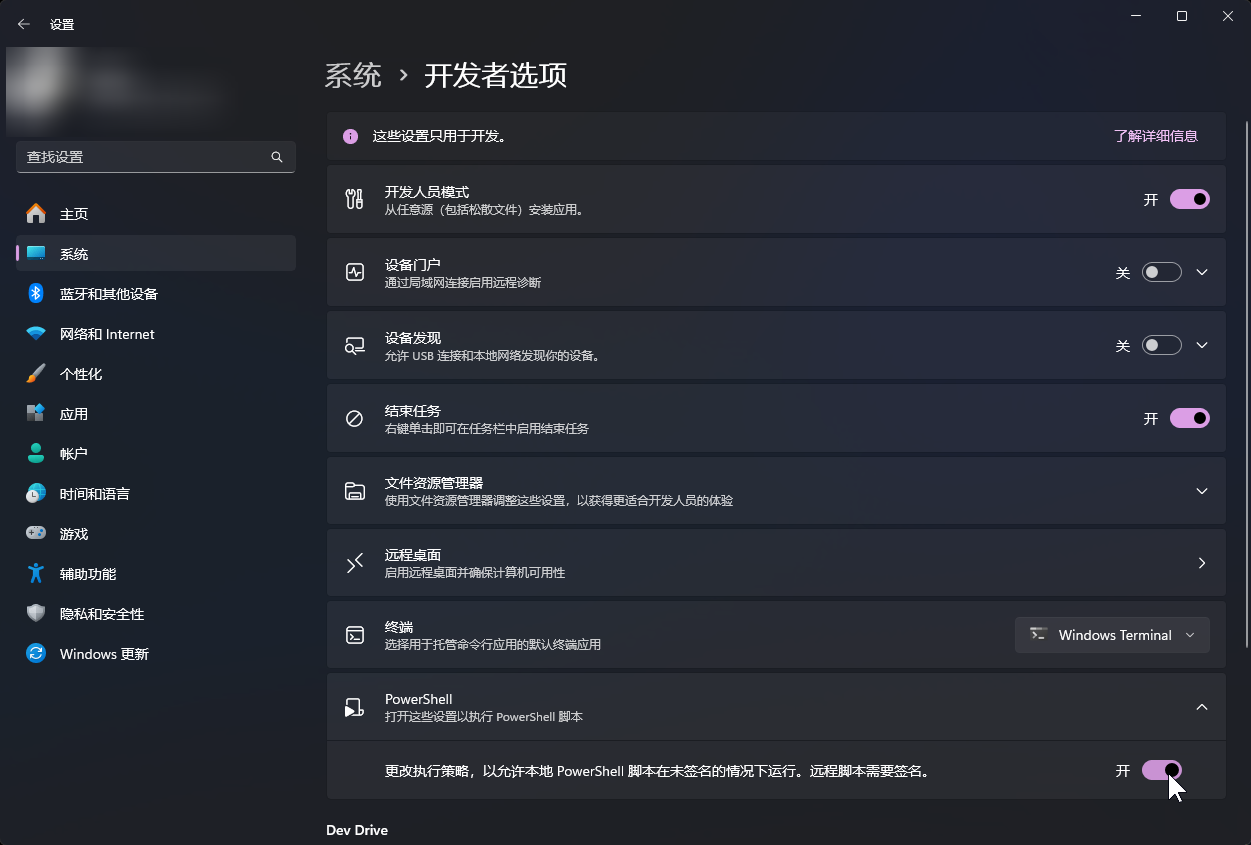 设置
查找设置
主页
系统
蓝牙和其他设备
网络和 Internet
个性化
应用
帐户
时间和语言
游戏
辅助功能
隐私和安全性
Windows 更新
系统 › 开发者选项
这些设置只用于开发。
了解详细信息
开发人员模式
从任意源（包括松散文件）安装应用。
开
设备门户
通过局域网连接启用远程诊断
关
设备发现
允许 USB 连接和本地网络发现你的设备。
关
结束任务
右键单击即可在任务栏中启用结束任务
开
文件资源管理器
使用文件资源管理器调整这些设置，以获得更适合开发人员的体验
远程桌面
启用远程桌面并确保计算机可用性
终端
选择用于托管命令行应用的默认终端应用
Windows Terminal
PowerShell
打开这些设置以执行 PowerShell 脚本
更改执行策略，以允许本地 PowerShell 脚本在未签名的情况下运行。远程脚本需要签名。
开
Dev Drive